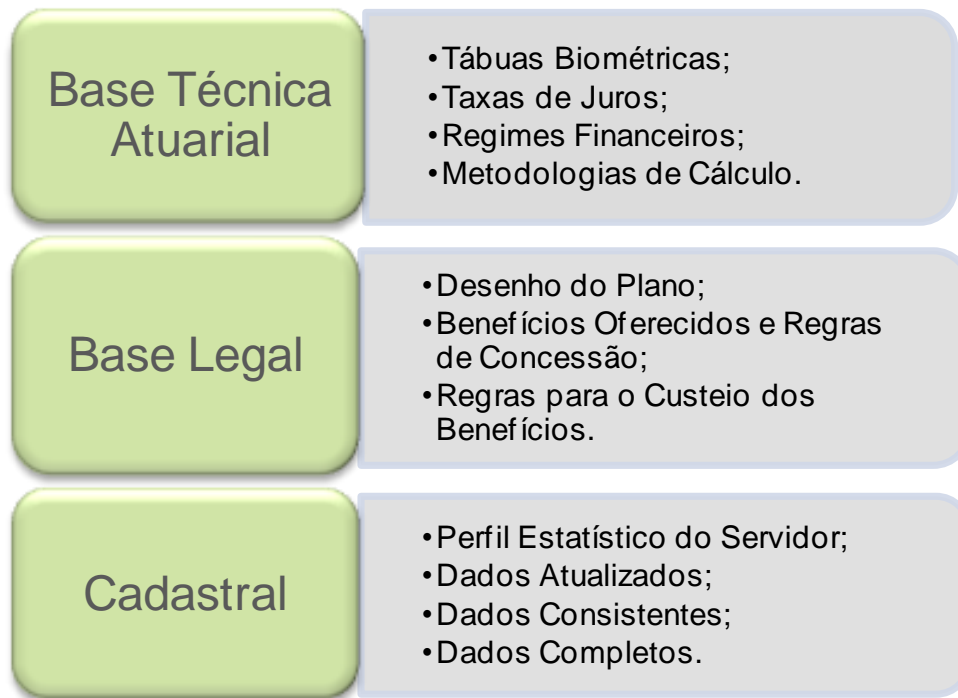 Base Técnica
Atuarial
•Tábuas Biométricas;
•Taxas de Juros;
•Regimes Financeiros;
•Metodologias de Cálculo.
Base Legal
•Desenho do Plano;
•Benefícios Oferecidos e Regras
de Concessão;
•Regras para o Custeio dos
Benefícios.
Cadastral
•Perfil Estatístico do Servidor;
•Dados Atualizados;
•Dados Consistentes;
•Dados Completos.